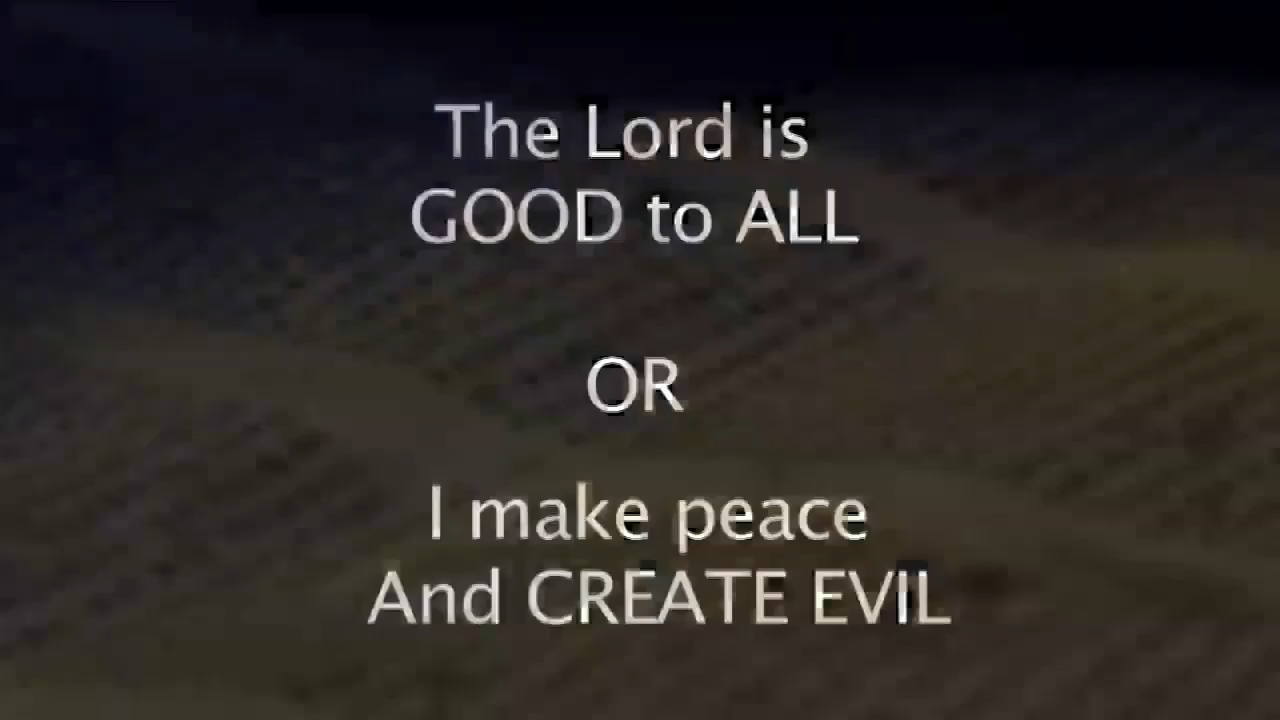 The Lord is
GOOD to ALL
OR
I make peace
And CREATE EVIL